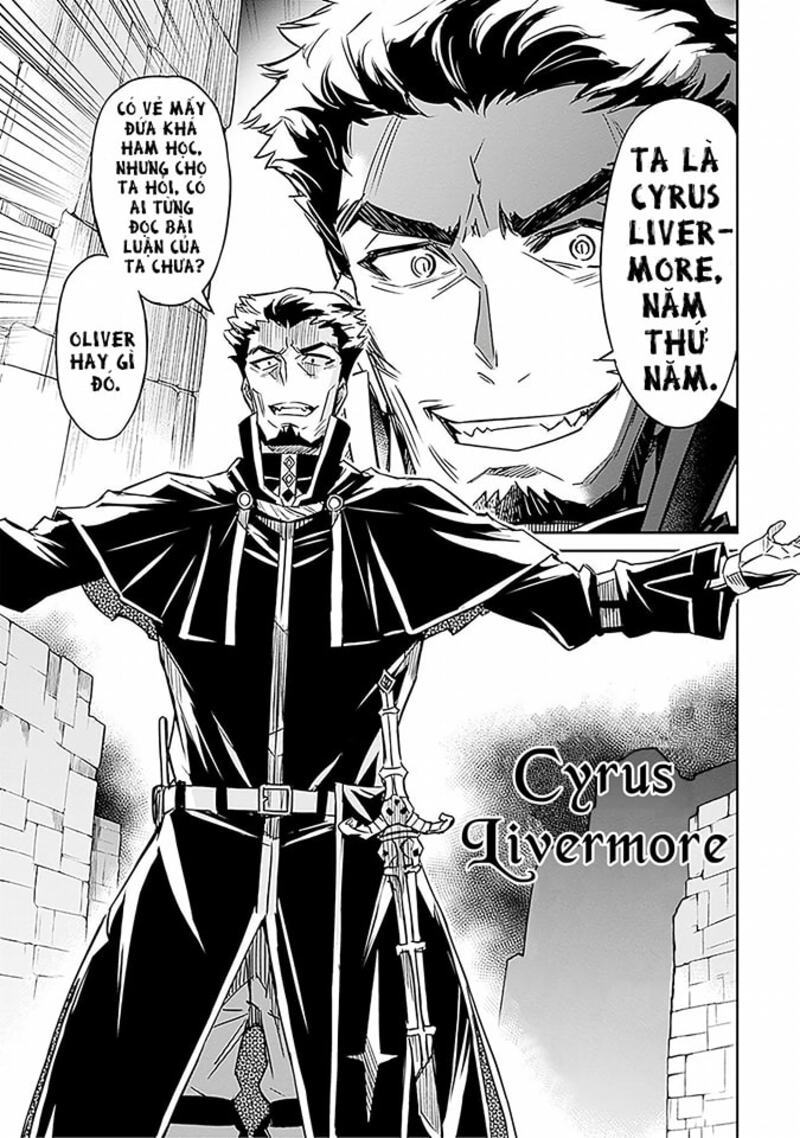 TA LÀ
CYRUS
LIVER-
MORE,
NĂM
THỨ
NĂM.
CÓ VẺ MẤY
ĐỨA KHÁ
HAM HỌC,
NHƯNG CHO
TA HỎI, CÓ
AI TỪNG
ĐỌC BÀI
LUẬN CỦA
TA CHƯA?
OLIVER
HAY GÌ
ĐÓ.
Cyrus
Livermore